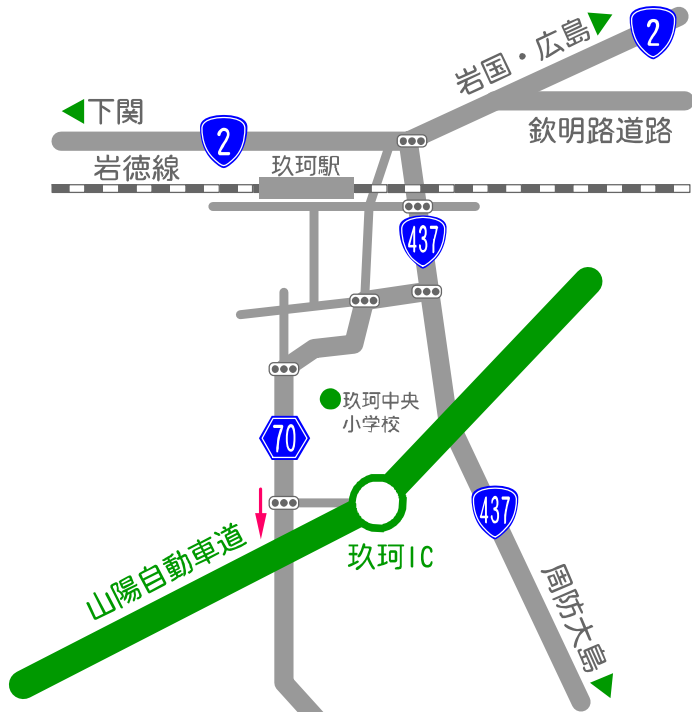 2
岩国・広島
下関
2
欽明路道路
岩徳線
玖珂駅
437
玖珂中央
小学校
70
437
玖珂IC
山陽自動車道
周防大島